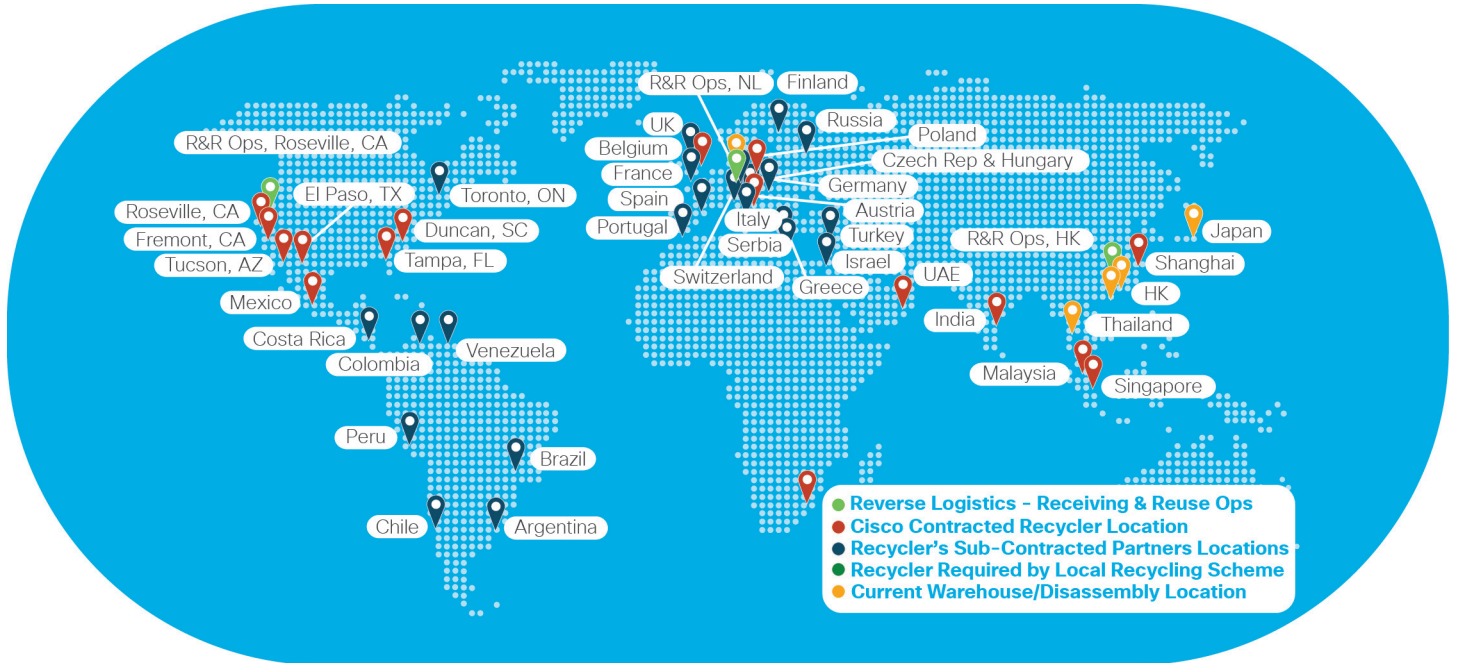 R&R Ops, NL
Finland
UK
Russia
Belgium
Poland
R&R Ops, Roseville, CA
France
Czech Rep & Hungary
El Paso, TX
Toronto, ON
Spain
Germany
Roseville, CA
Portugal
Italy
Austria
Fremont, CA
Duncan, SC
Serbia
Turkey
R&R Ops, HK
Japan
Tucson, AZ
Tampa, FL
Switzerland
Israel
Shanghai
Mexico
Greece
UAE
HK
Costa Rica
India
Thailand
Colombia
Venezuela
Malaysia
Singapore
Peru
Brazil
Chile
Argentina
Reverse Logistics - Receiving & Reuse Ops
Cisco Contracted Recycler Location
Recycler's Sub-Contracted Partners Locations
Recycler Required by Local Recycling Scheme
Current Warehouse/Disassembly Location